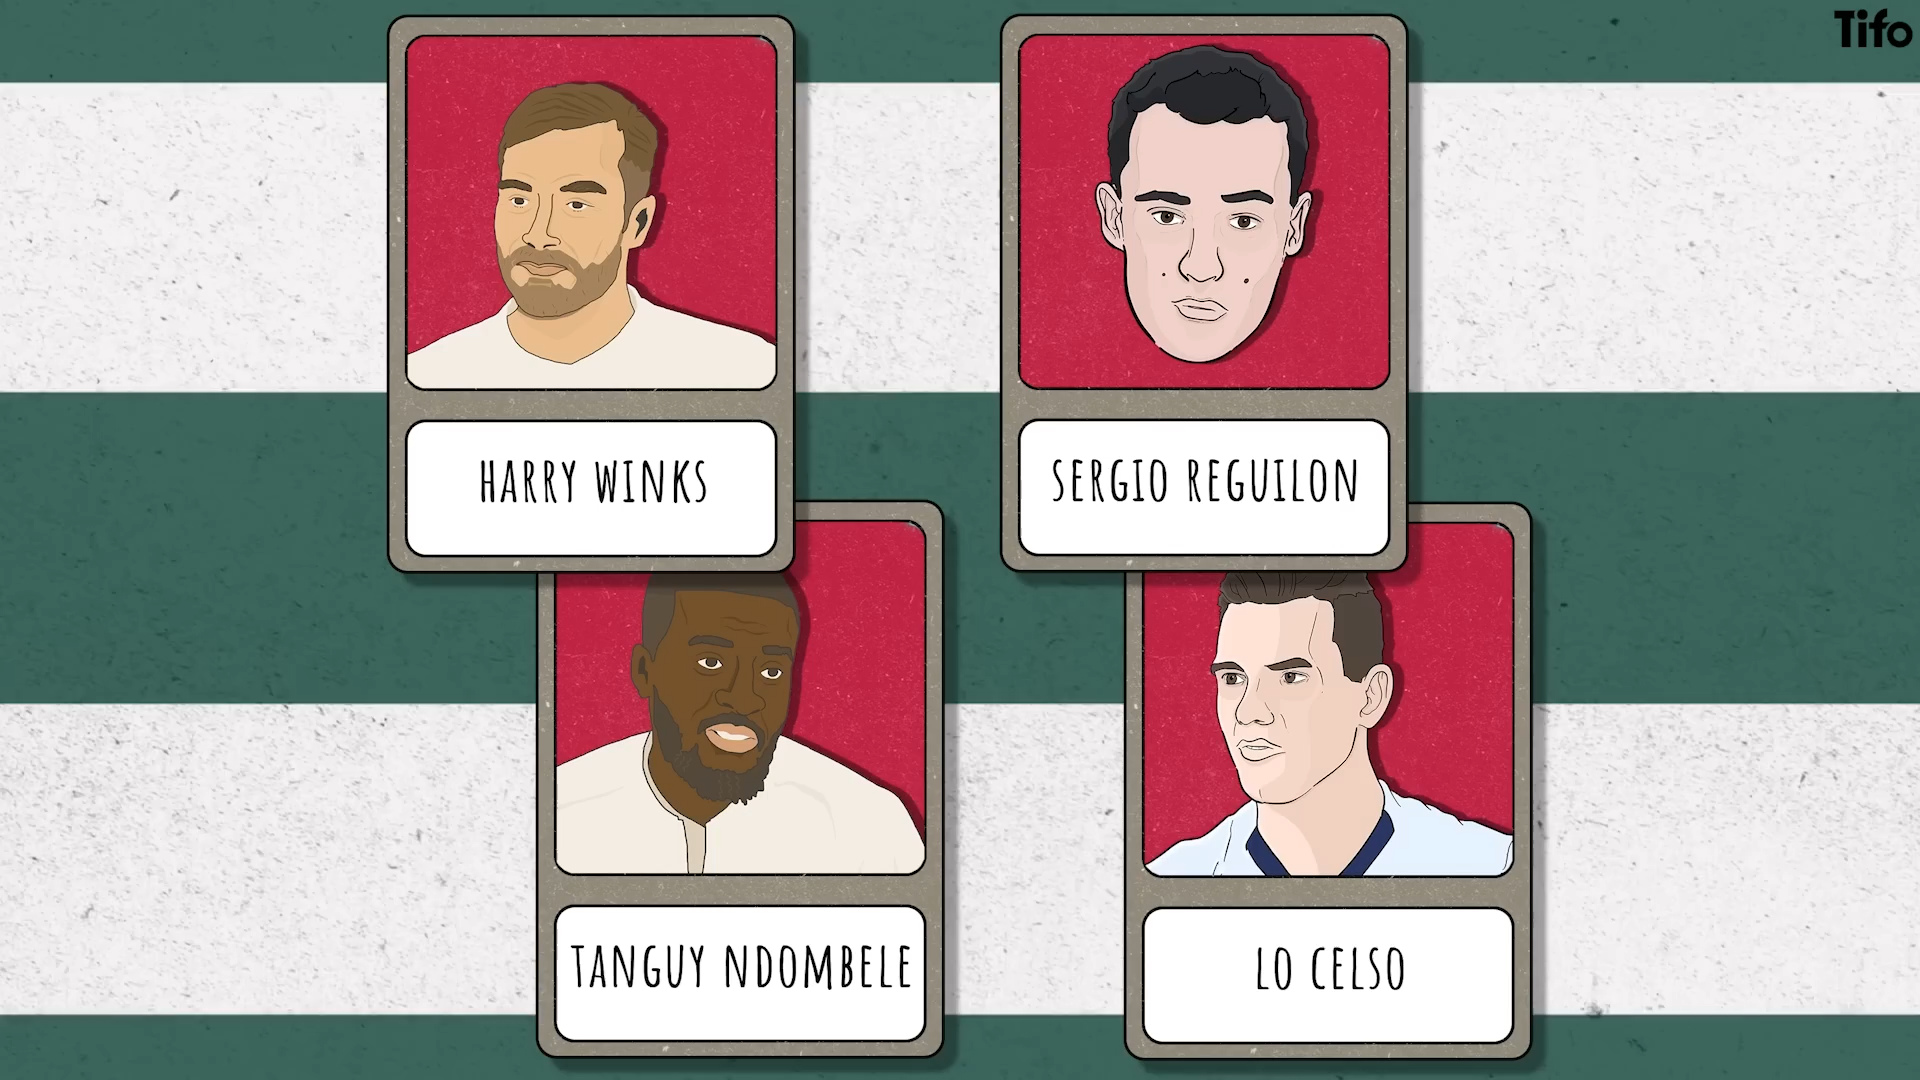 Tifo
HARRY WINKS
SERGIO REGUILON
TANGUY NDOMBELE
LO CELSO